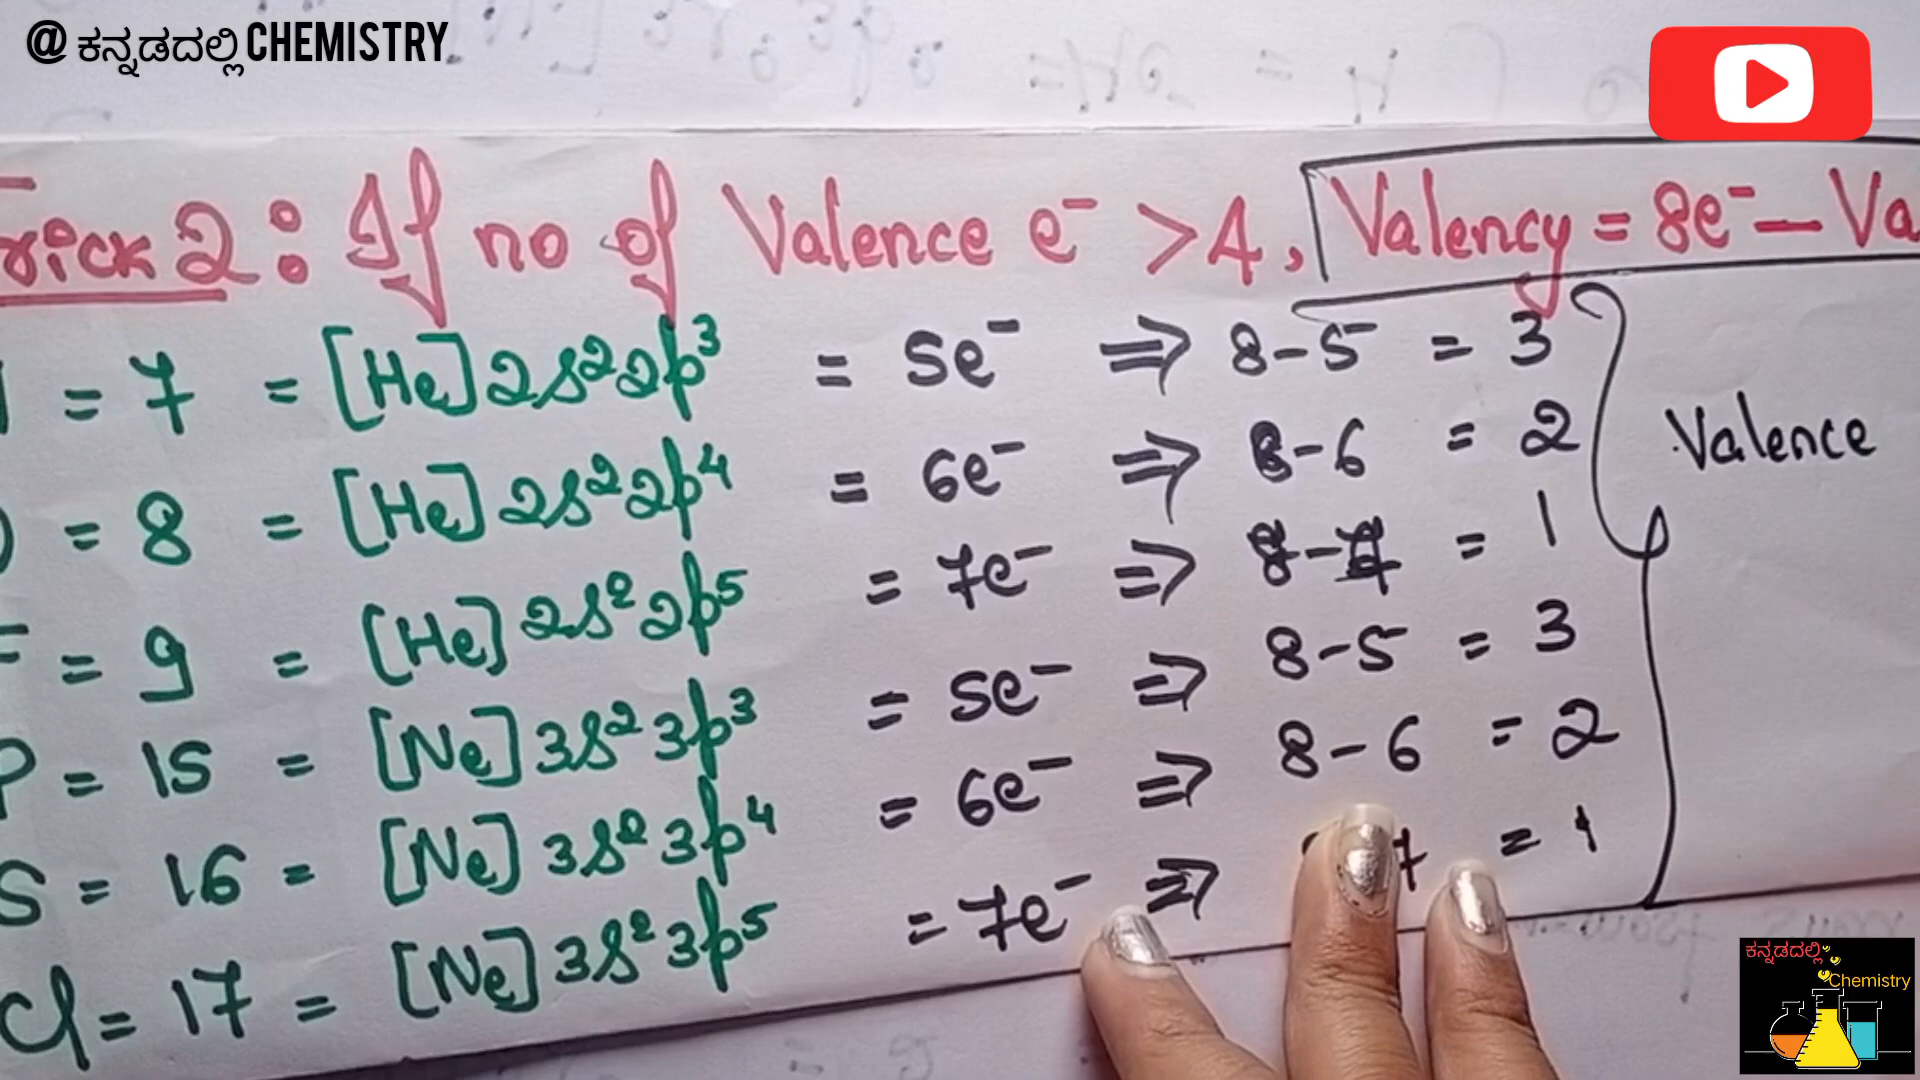 @ ಕನ್ನಡದಲ್ಲಿ CHEMISTRY
Trick 2: If no of Valence e⁻ > 4, Valency = 8e⁻ – Va
= 7 = [He] 2s² 2p³ = 5e⁻ ⇒ 8-5 = 3
= 8 = [He] 2s² 2p⁴ = 6e⁻ ⇒ 8-6 = 2
F = 9 = [He] 2s² 2p⁵ = 7e⁻ ⇒ 8-7 = 1
P = 15 = [Ne] 3s² 3p³ = 5e⁻ ⇒ 8-5 = 3
S = 16 = [Ne] 3s² 3p⁴ = 6e⁻ ⇒ 8-6 = 2
Cl = 17 = [Ne] 3s² 3p⁵ = 7e⁻ ⇒ 7 = 1
Valence
ಕನ್ನಡದಲ್ಲಿ
Chemistry